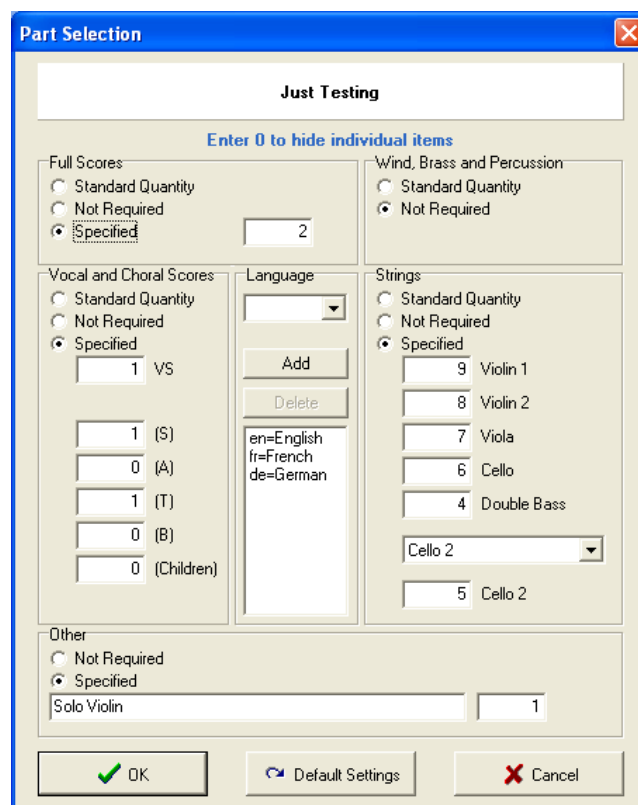 Part Selection
Just Testing
Enter 0 to hide individual items
Full Scores
Standard Quantity
Not Required
Specified 2
Wind, Brass and Percussion
Standard Quantity
Not Required
Vocal and Choral Scores
Standard Quantity
Not Required
Specified
1 VS
1 (S)
0 (A)
1 (T)
0 (B)
0 (Children)
Language
Add
Delete
en=English
fr=French
de=German
Strings
Standard Quantity
Not Required
Specified
9 Violin 1
8 Violin 2
7 Viola
6 Cello
4 Double Bass
Cello 2
5 Cello 2
Other
Not Required
Specified
Solo Violin 1
OK
Default Settings
Cancel